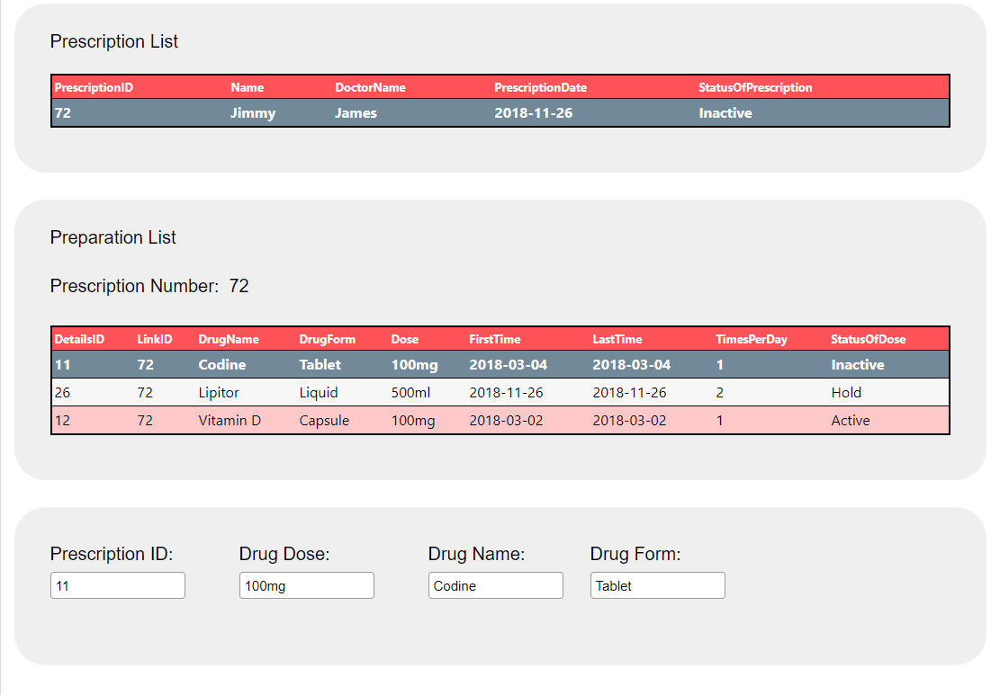 Prescription List
PrescriptionID Name DoctorName PrescriptionDate StatusOfPrescription
72 Jimmy James 2018-11-26 Inactive
Preparation List
Prescription Number: 72
DetailsID LinkID DrugName DrugForm Dose FirstTime LastTime TimesPerDay StatusOfDose
11 72 Codine Tablet 100mg 2018-03-04 2018-03-04 1 Inactive
26 72 Lipitor Liquid 500ml 2018-11-26 2018-11-26 2 Hold
12 72 Vitamin D Capsule 100mg 2018-03-02 2018-03-02 1 Active
Prescription ID: Drug Dose: Drug Name: Drug Form:
11 100mg Codine Tablet